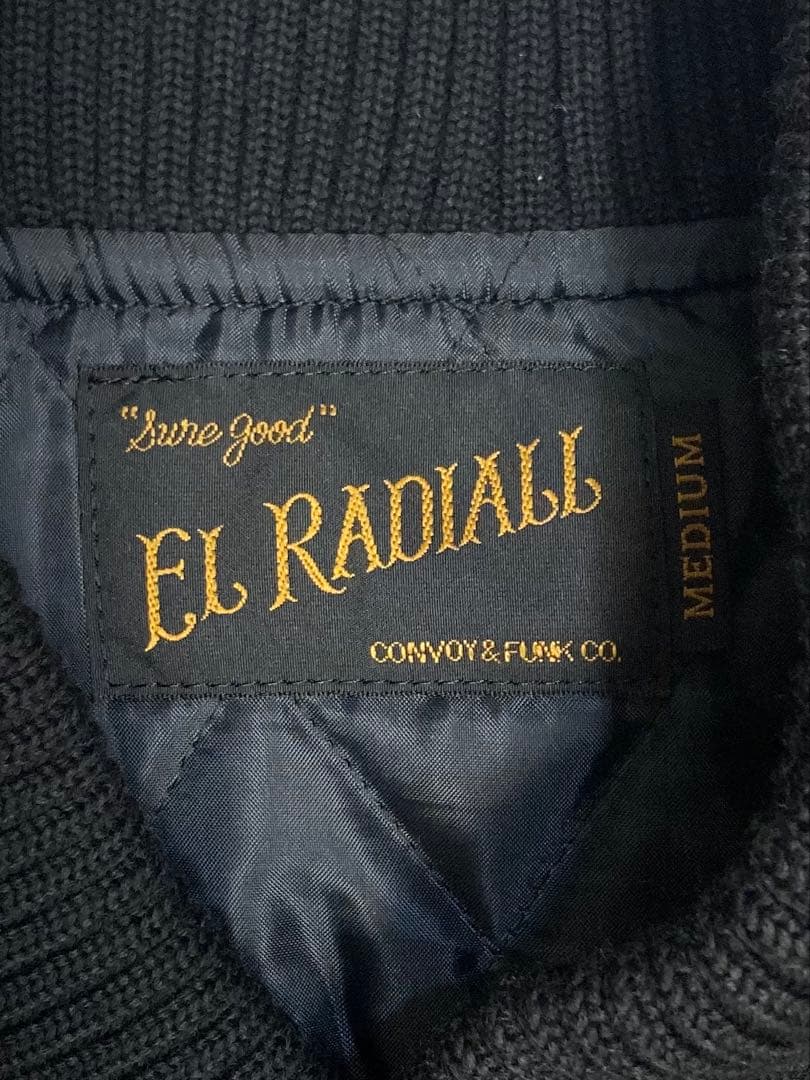 "Sure good"
EL RADIALL
CONVOY & FUNK CO.
MEDIUM